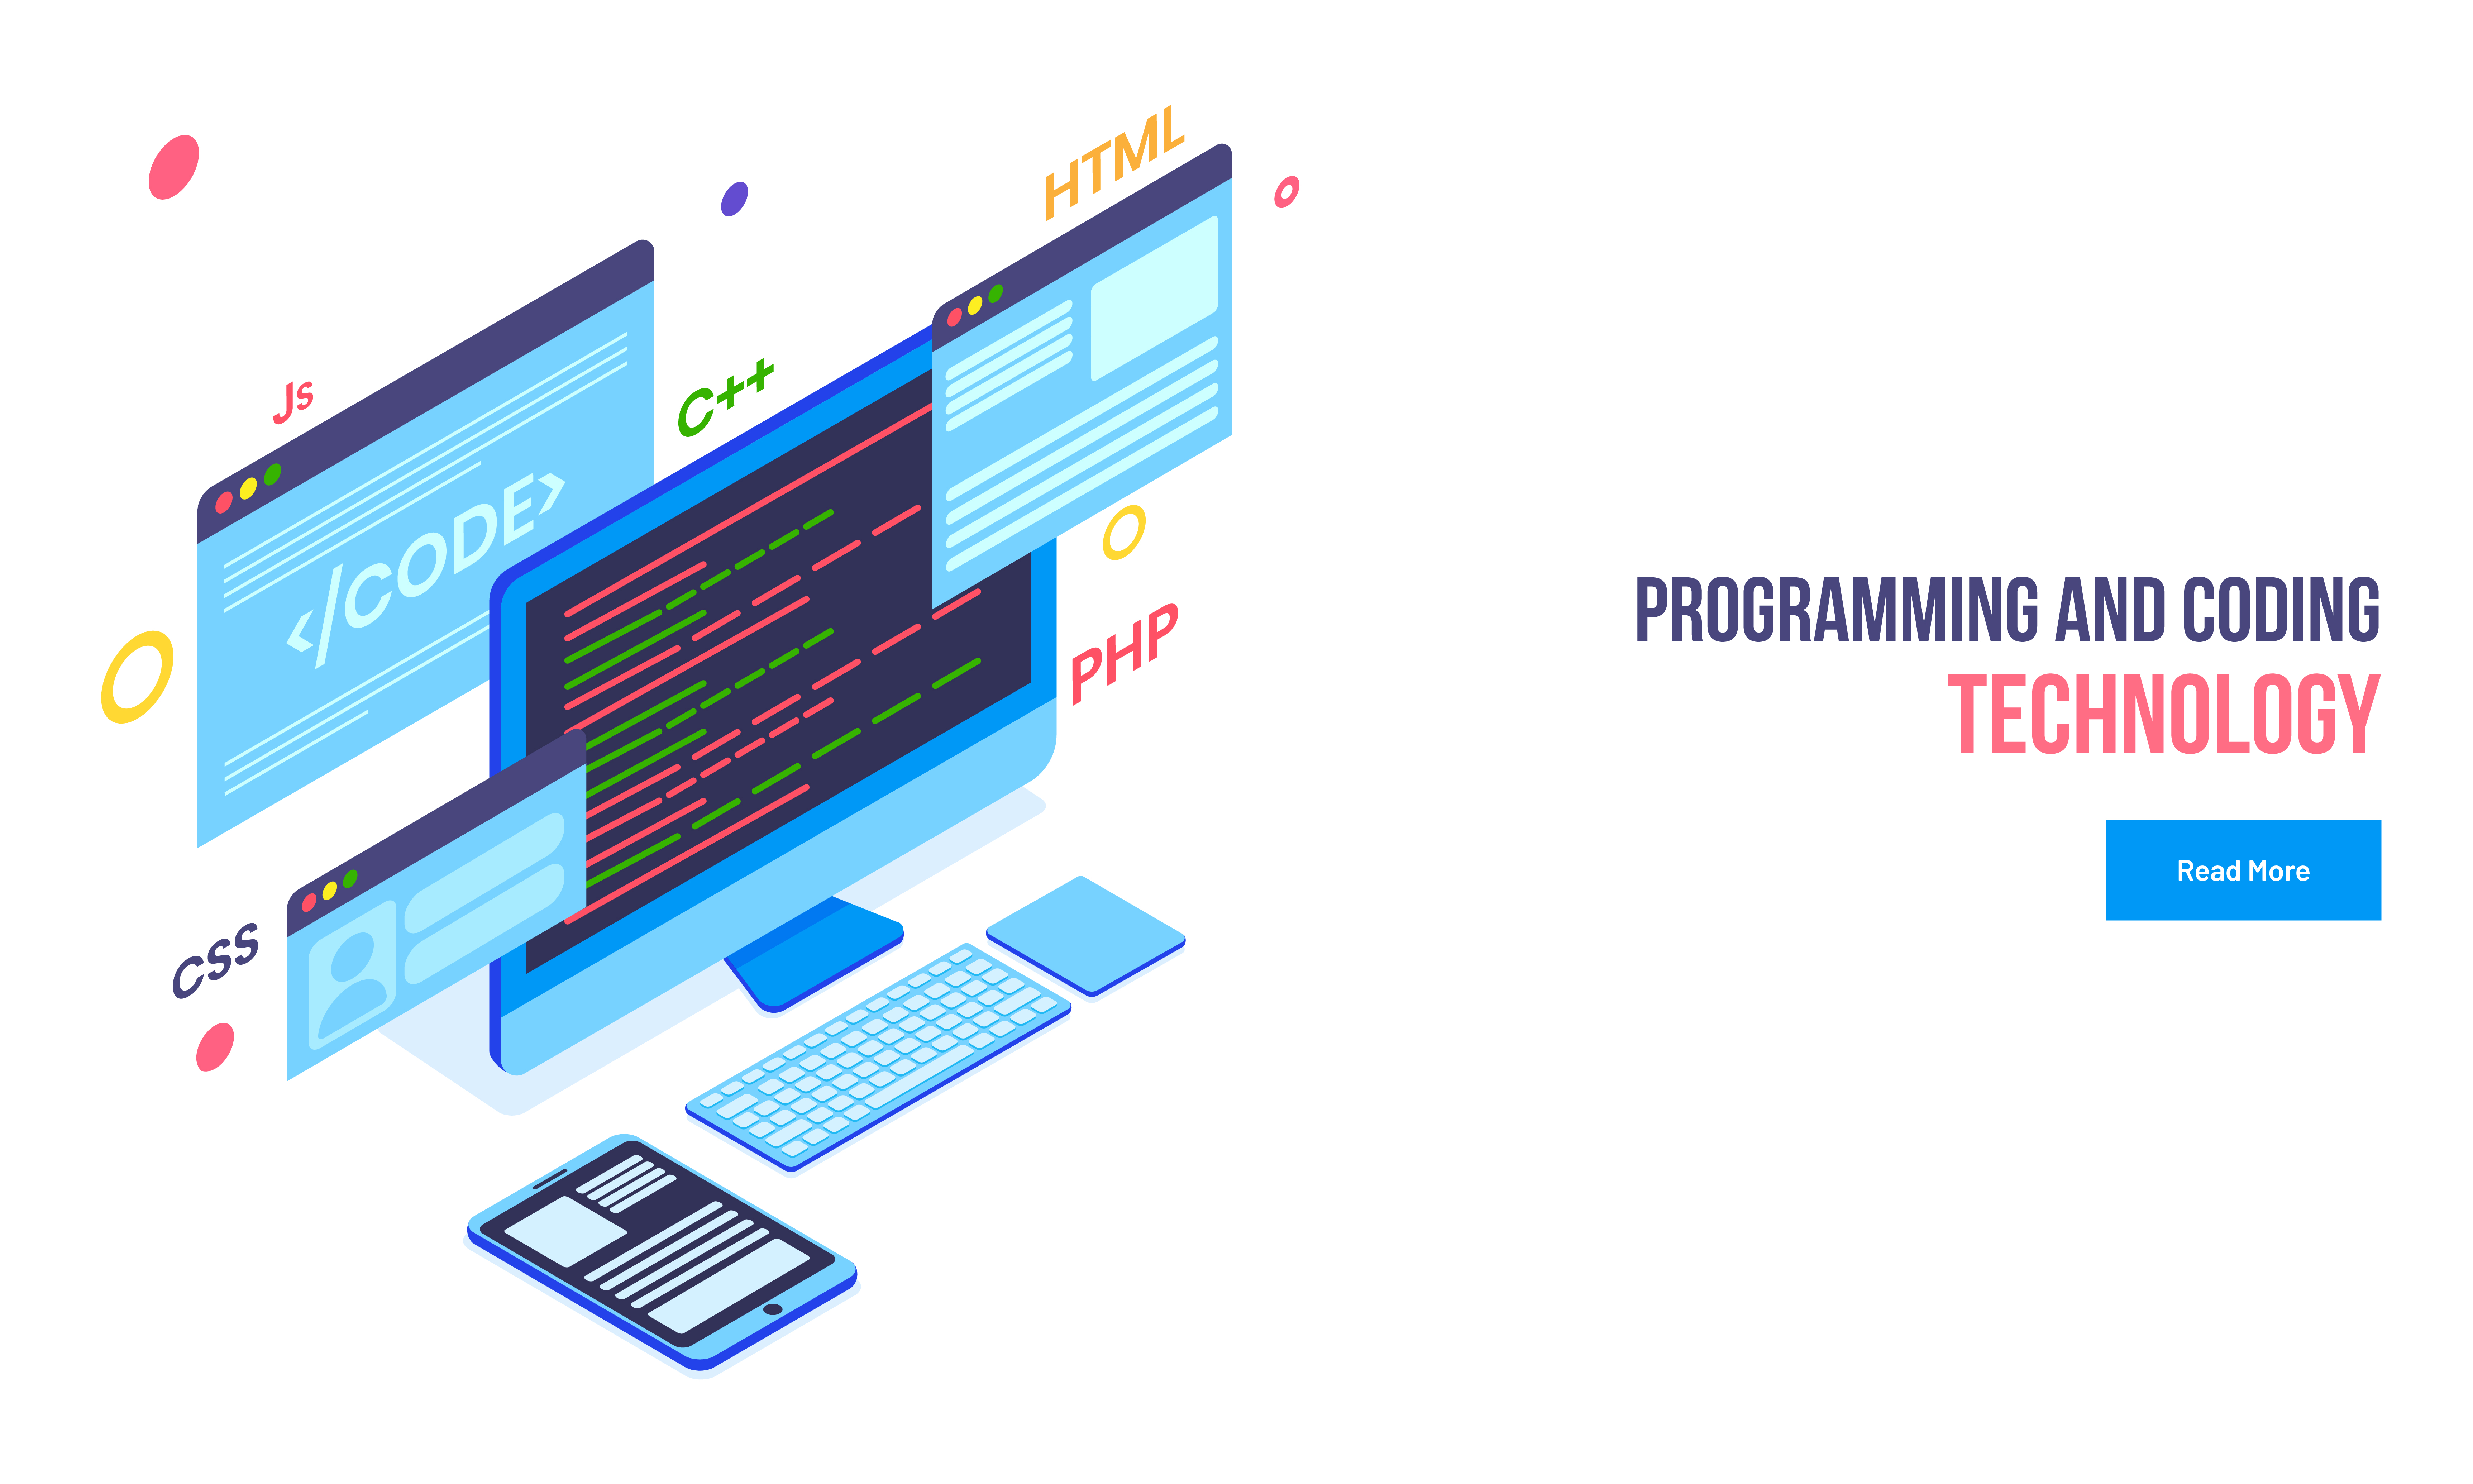 HTML
Js
C++
</CODE>
PHP
CSS
PROGRAMMING AND CODING
TECHNOLOGY
Read More